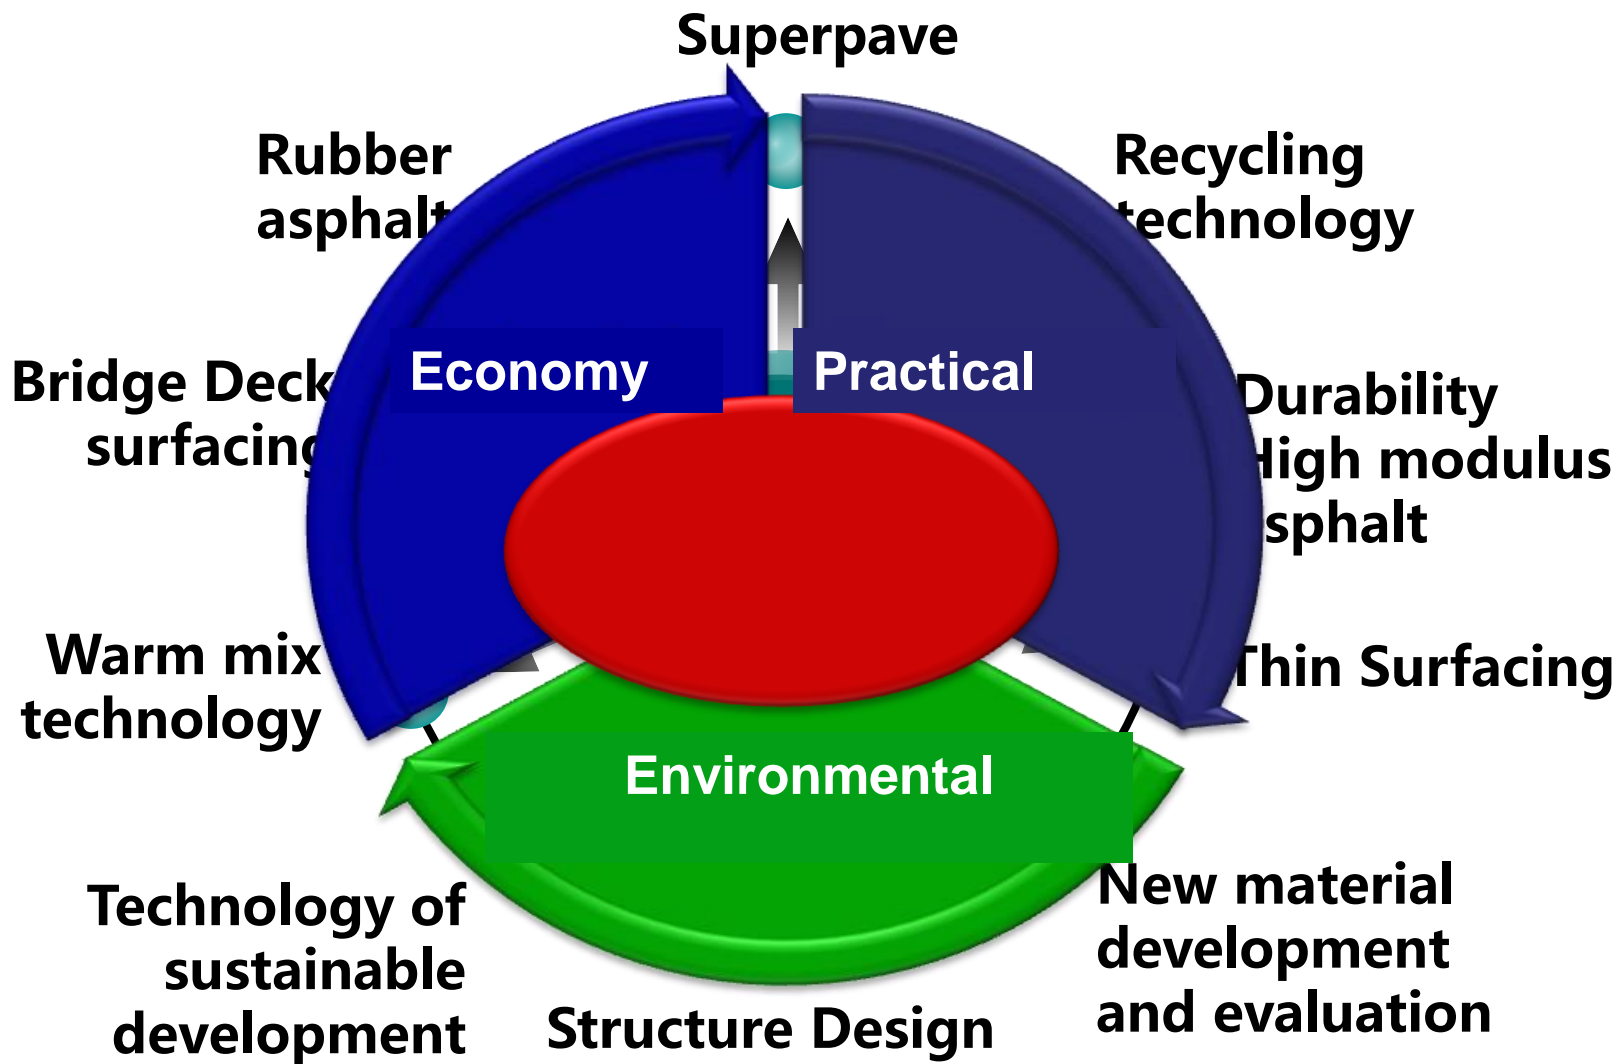 Superpave
Rubber
asphalt
Recycling
technology
Economy
Practical
Bridge Deck
surfacing
Durability
High modulus
asphalt
Warm mix
technology
Thin Surfacing
Environmental
Technology of
sustainable
development
New material
development
and evaluation
Structure Design